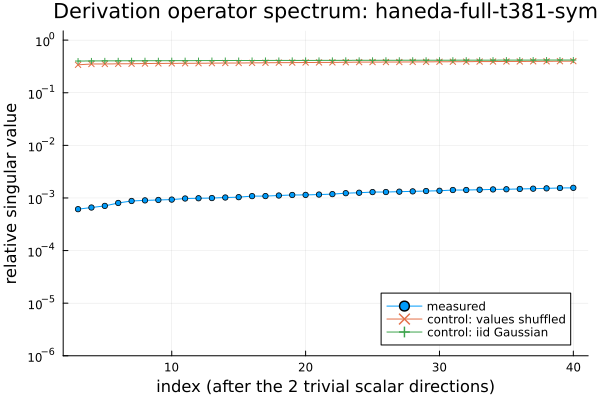 Derivation operator spectrum: haneda-full-t381-sym
relative singular value
10⁰
10⁻¹
10⁻²
10⁻³
10⁻⁴
10⁻⁵
10⁻⁶
measured
control: values shuffled
control: iid Gaussian
10
20
30
40
index (after the 2 trivial scalar directions)